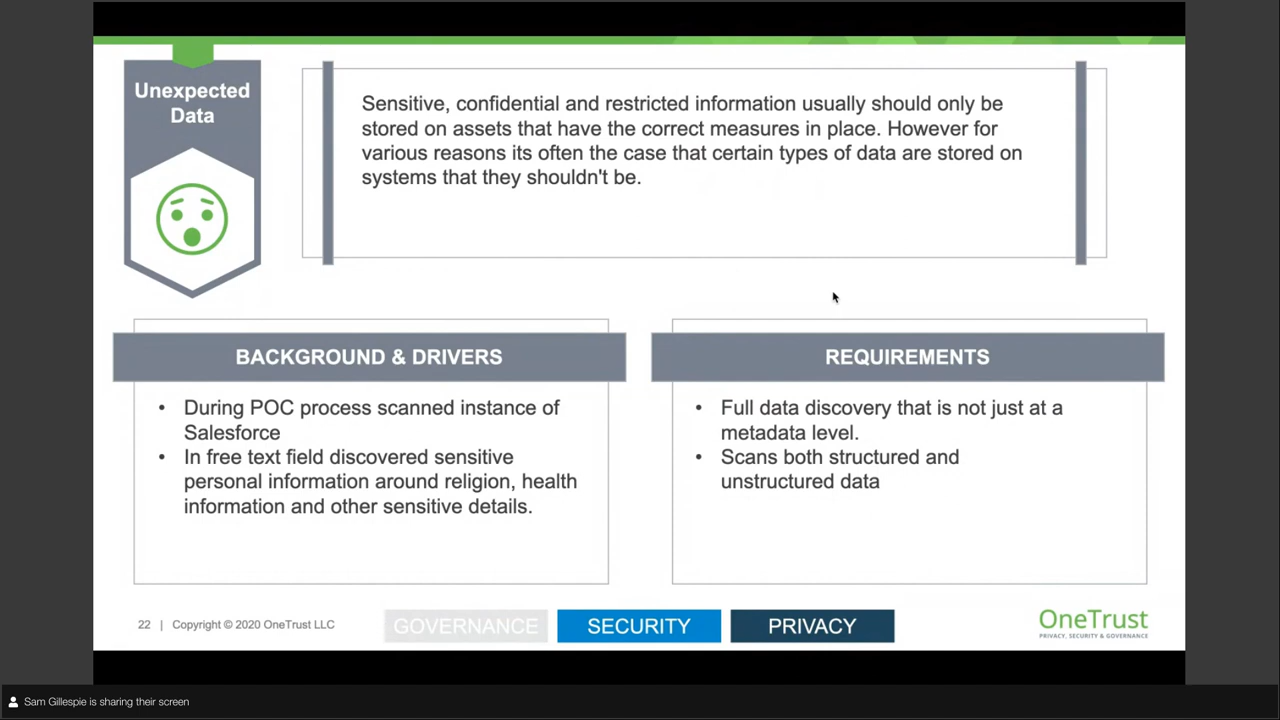 Unexpected
Data
Sensitive, confidential and restricted information usually should only be
stored on assets that have the correct measures in place. However for
various reasons its often the case that certain types of data are stored on
systems that they shouldn't be.
BACKGROUND & DRIVERS
• During POC process scanned instance of
Salesforce
• In free text field discovered sensitive
personal information around religion, health
information and other sensitive details.
REQUIREMENTS
• Full data discovery that is not just at a
metadata level.
• Scans both structured and
unstructured data
22 | Copyright © 2020 OneTrust LLC
GOVERNANCE
SECURITY
PRIVACY
OneTrust
PRIVACY, SECURITY & GOVERNANCE
Sam Gillespie is sharing their screen